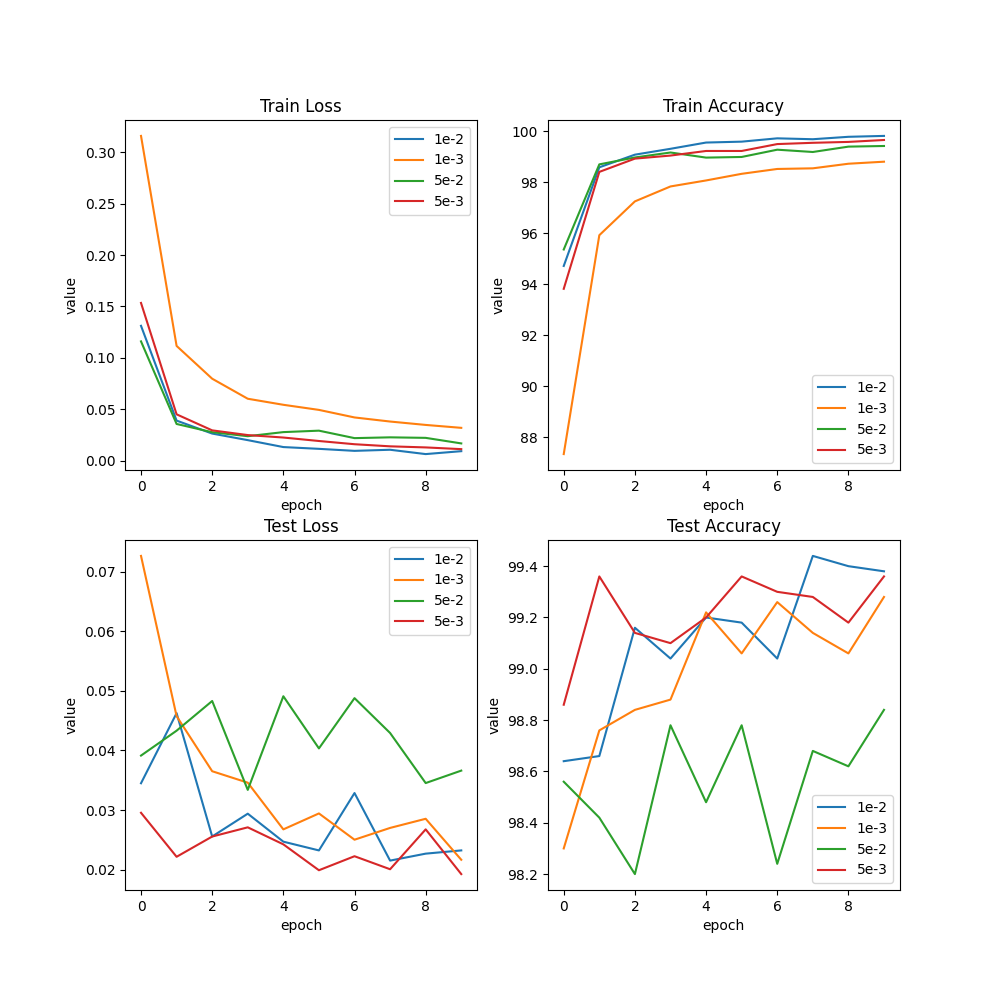 Train Loss
value
0.30
0.25
0.20
0.15
0.10
0.05
0.00
1e-2
1e-3
5e-2
5e-3
0 2 4 6 8
epoch
Train Accuracy
value
100
98
96
94
92
90
88
1e-2
1e-3
5e-2
5e-3
0 2 4 6 8
epoch
Test Loss
value
0.07
0.06
0.05
0.04
0.03
0.02
1e-2
1e-3
5e-2
5e-3
0 2 4 6 8
epoch
Test Accuracy
value
99.4
99.2
99.0
98.8
98.6
98.4
98.2
1e-2
1e-3
5e-2
5e-3
0 2 4 6 8
epoch